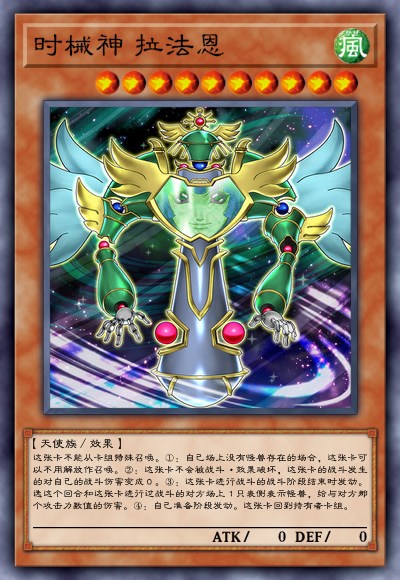 时械神 拉法恩
風
【天使族／效果】
这张卡不能从卡组特殊召唤。①：自己场上没有怪兽存在的场合，这张卡可
以不用解放作召唤。②：这张卡不会被战斗·效果破坏，这张卡的战斗发生
的对自己的战斗伤害变成0。③：这张卡进行战斗的战斗阶段结束时发动。
选这个回合和这张卡进行过战斗的对方场上1只表侧表示怪兽，给与对方那
个攻击力数值的伤害。④：自己准备阶段发动。这张卡回到持有者卡组。
ATK/ 0 DEF/ 0